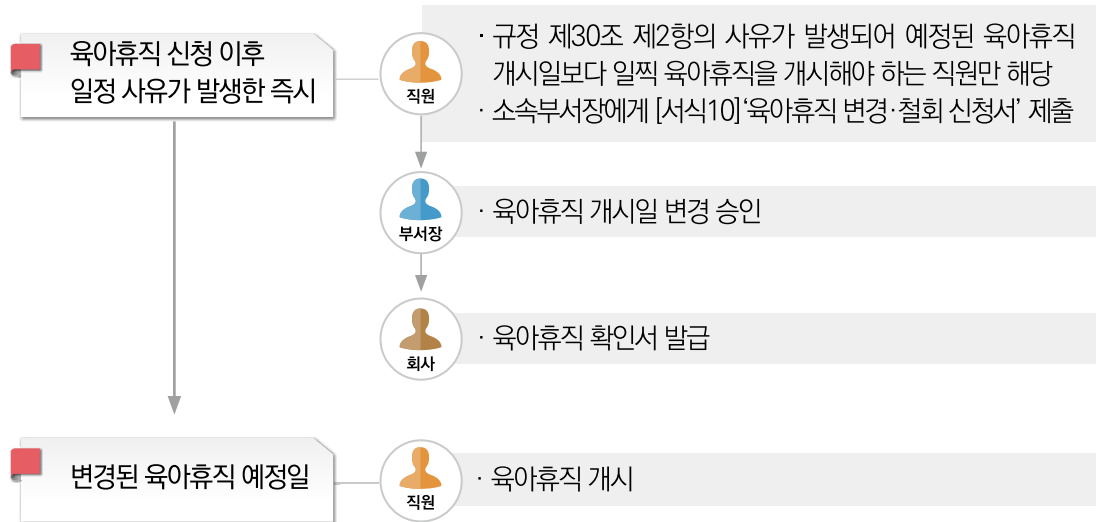 육아휴직 신청 이후
일정 사유가 발생한 즉시
직원
· 규정 제30조 제2항의 사유가 발생되어 예정된 육아휴직
개시일보다 일찍 육아휴직을 개시해야 하는 직원만 해당
· 소속부서장에게 [서식10]‘육아휴직 변경·철회 신청서’ 제출
부서장
· 육아휴직 개시일 변경 승인
회사
· 육아휴직 확인서 발급
변경된 육아휴직 예정일
직원
· 육아휴직 개시